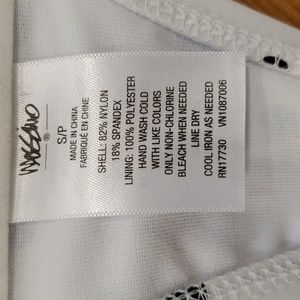 MOSSIMO
®
S/P
MADE IN CHINA
FABRIQUÉ EN CHINE
SHELL: 82% NYLON
18% SPANDEX
LINING: 100% POLYESTER
HAND WASH COLD
WITH LIKE COLORS
ONLY NON-CHLORINE
BLEACH WHEN NEEDED
LINE DRY
COOL IRON AS NEEDED
RN17730 VN1087006